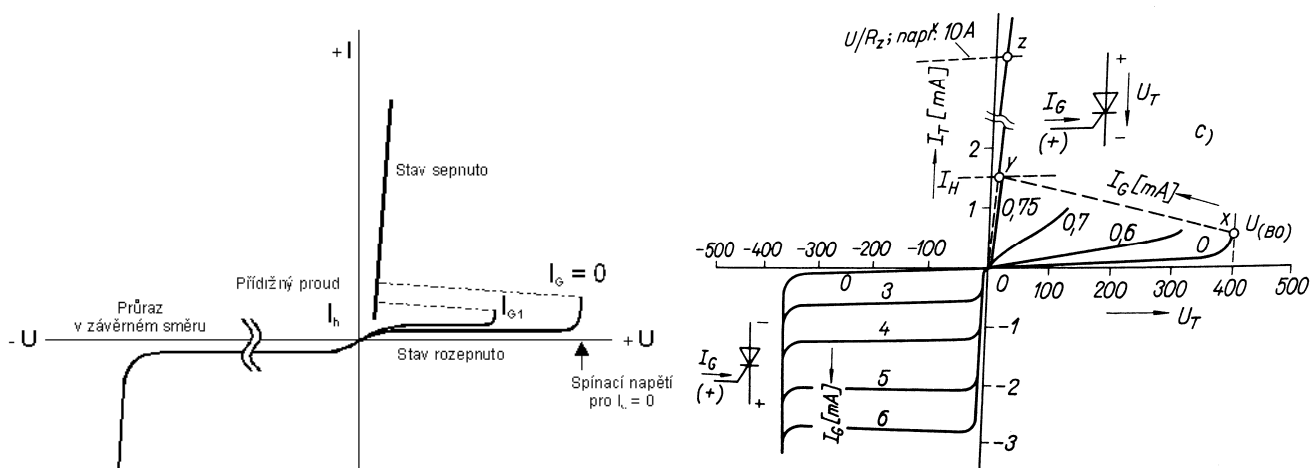 +I
Stav sepnuto
I_G = 0
Přídržný proud
I_h
Průraz
v závěrném směru
I_G1
- U
+ U
Stav rozepnuto
Spínací napětí
pro I = 0
U/Rz; např. 10A
z
+
I_G
U_T
(+)
-
c)
I_T [mA]
2
y
I_H
I_G [mA]
1
0,75
0,7
0,6
0
x
U(BO)
-500 -400 -300 -200 -100
0 100 200 300 400 500
U_T
0
3
4
5
6
I_G [mA]
-
I_G
(+)
+
-1
-2
-3